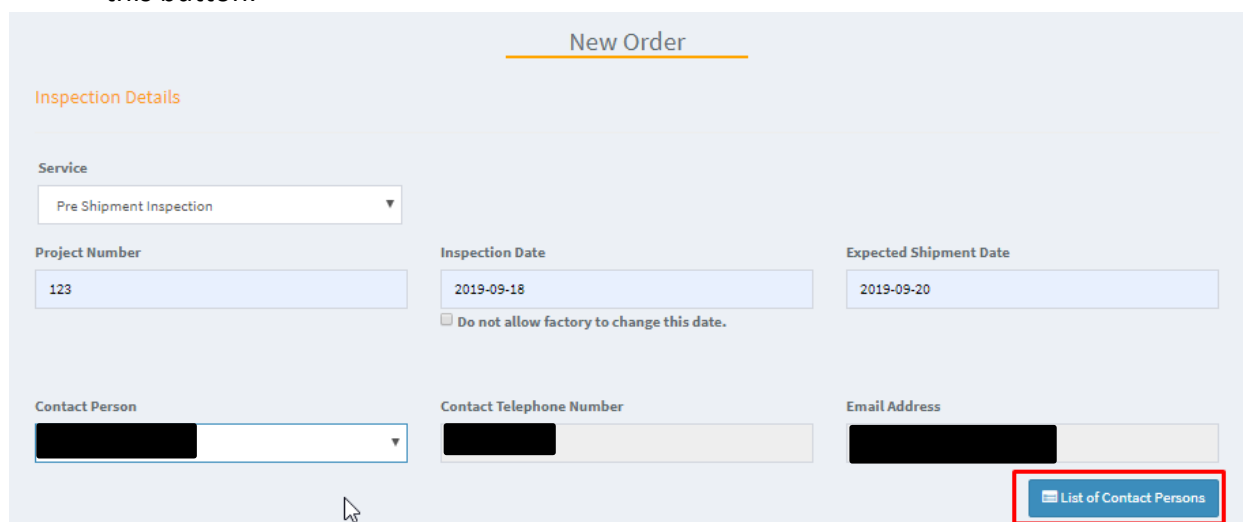 this button.
New Order
Inspection Details
Service
Pre Shipment Inspection
Project Number
Inspection Date
Expected Shipment Date
123
2019-09-18
2019-09-20
Do not allow factory to change this date.
Contact Person
Contact Telephone Number
Email Address
List of Contact Persons